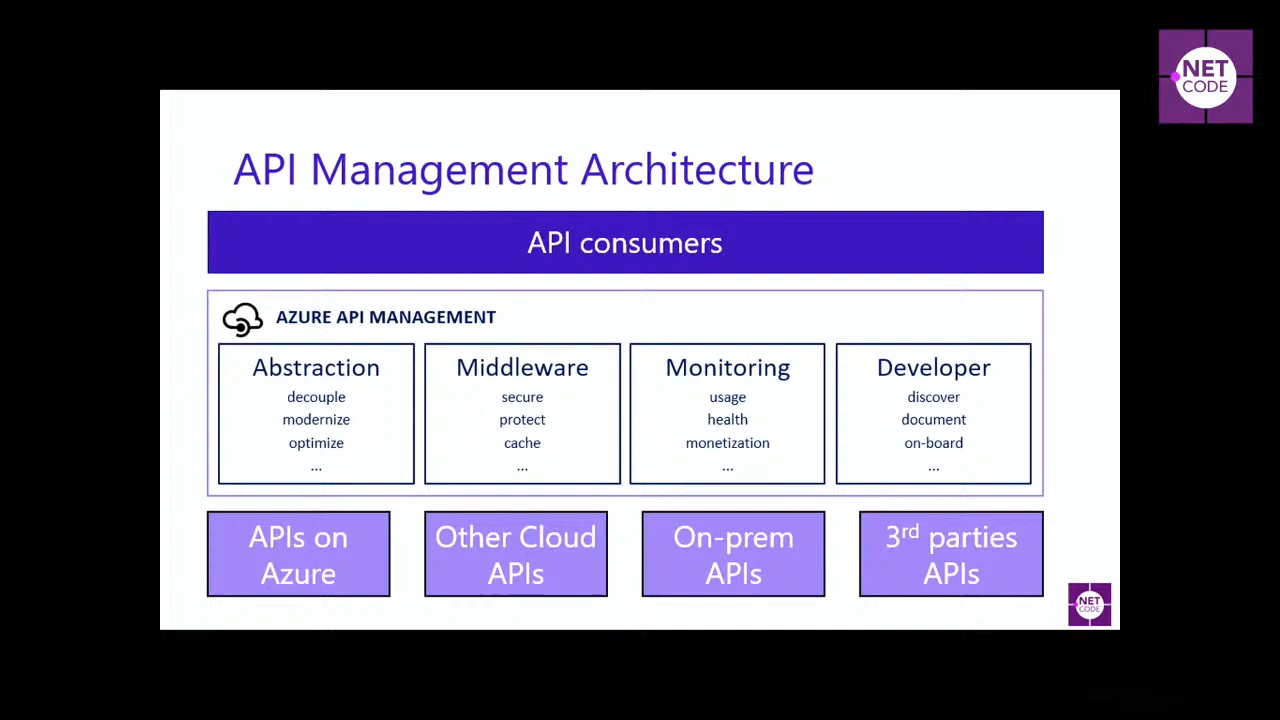 NET
CODE
API Management Architecture
API consumers
AZURE API MANAGEMENT
Abstraction
decouple
modernize
optimize
...
Middleware
secure
protect
cache
...
Monitoring
usage
health
monetization
...
Developer
discover
document
on-board
...
APIs on
Azure
Other Cloud
APIs
On-prem
APIs
3rd parties
APIs
NET
CODE